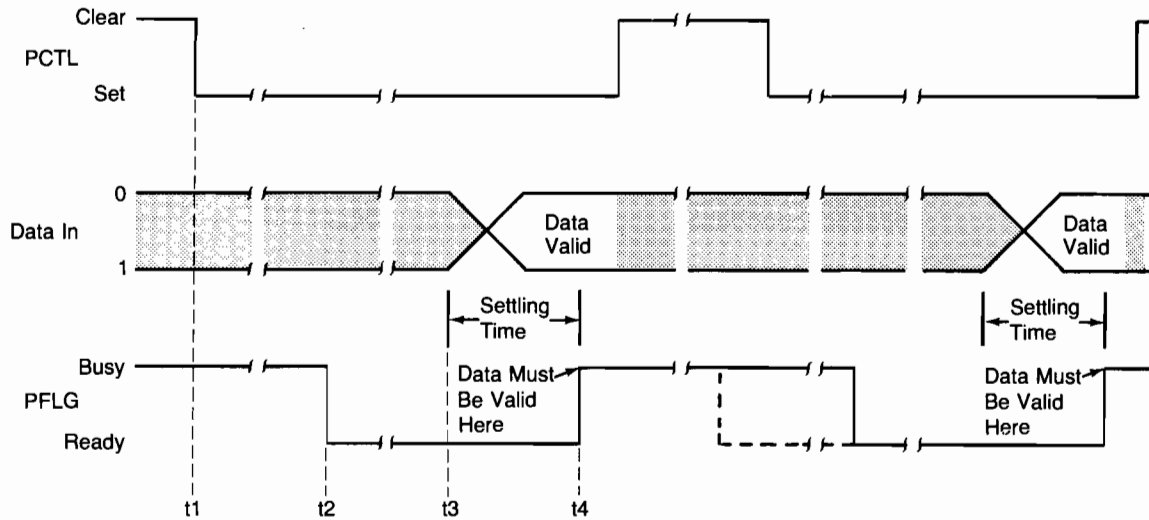 Clear
PCTL
Set
0
Data In
1
Data
Valid
Data
Valid
Settling
Time
Settling
Time
Busy
PFLG
Ready
Data Must
Be Valid
Here
Data Must
Be Valid
Here
t1
t2
t3
t4